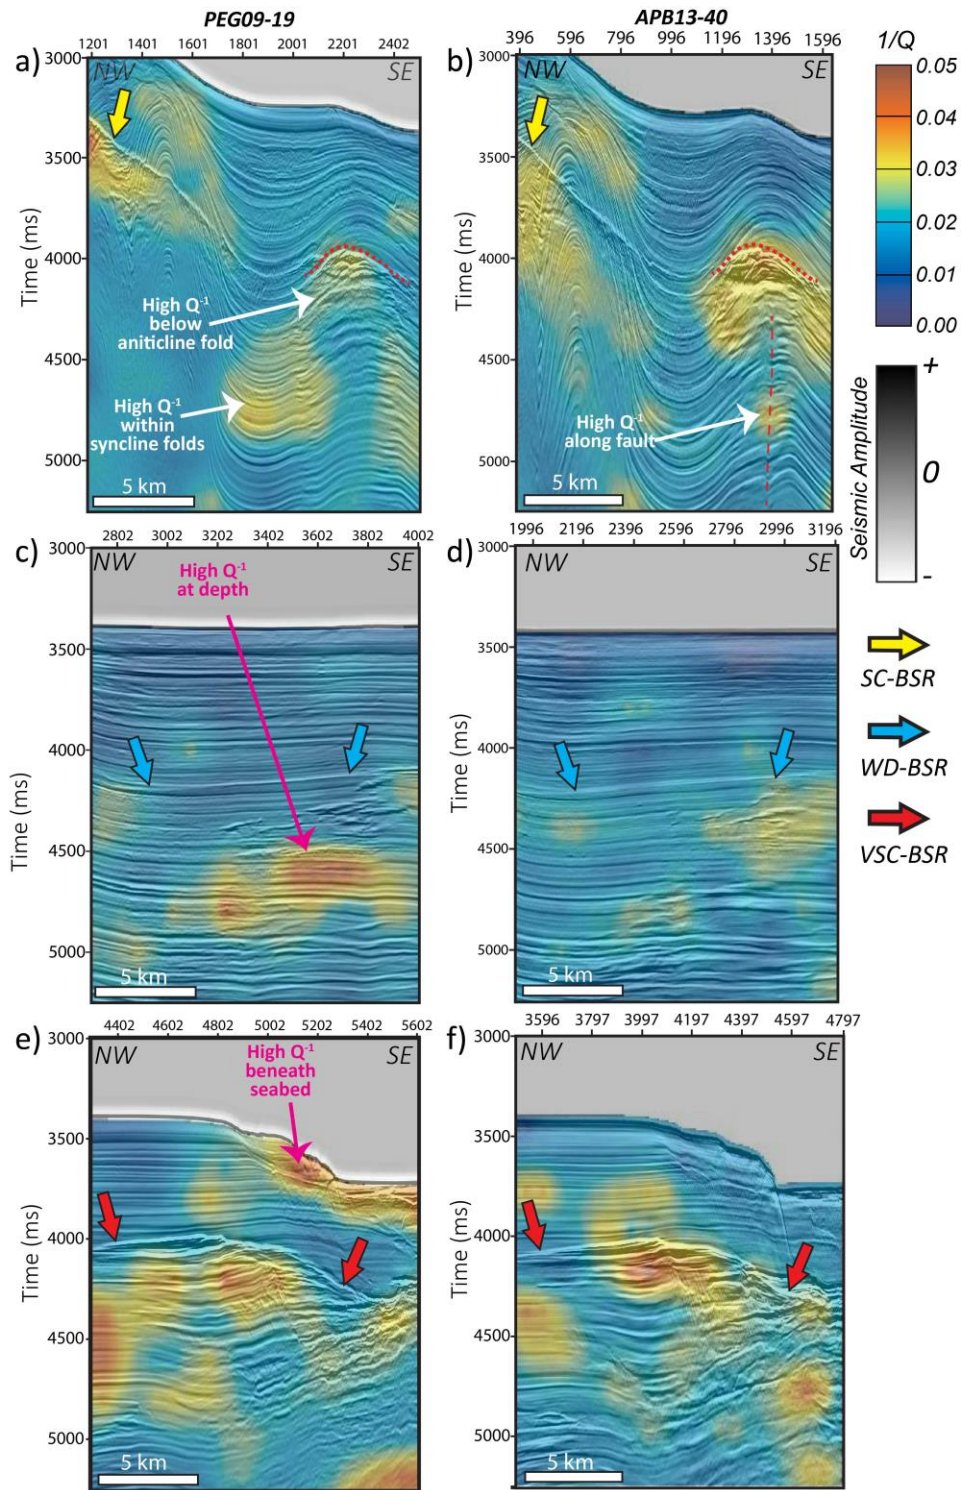 PEG09-19
APB13-40
1201 1401 1601 1801 2001 2201 2402
396 596 796 996 1196 1396 1596
1/Q
a)
3000
NW
SE
3500
4000
4500
5000
Time (ms)
High Q⁻¹
below
aniticline fold
High Q⁻¹
within
syncline folds
5 km
b)
3000
NW
SE
3500
4000
4500
5000
Time (ms)
High Q⁻¹
along fault
5 km
0.05
0.04
0.03
0.02
0.01
0.00
+
0
-
Seismic Amplitude
2802 3002 3202 3402 3602 3802 4002
1996 2196 2396 2596 2796 2996 3196
c)
3000
NW
SE
High Q⁻¹
at depth
3500
4000
4500
5000
Time (ms)
5 km
d)
3000
NW
SE
3500
4000
4500
5000
Time (ms)
5 km
SC-BSR
WD-BSR
VSC-BSR
4402 4602 4802 5002 5202 5402 5602
3596 3797 3997 4197 4397 4597 4797
e)
3000
NW
SE
High Q⁻¹
beneath
seabed
3500
4000
4500
5000
Time (ms)
5 km
f)
3000
NW
SE
3500
4000
4500
5000
Time (ms)
5 km